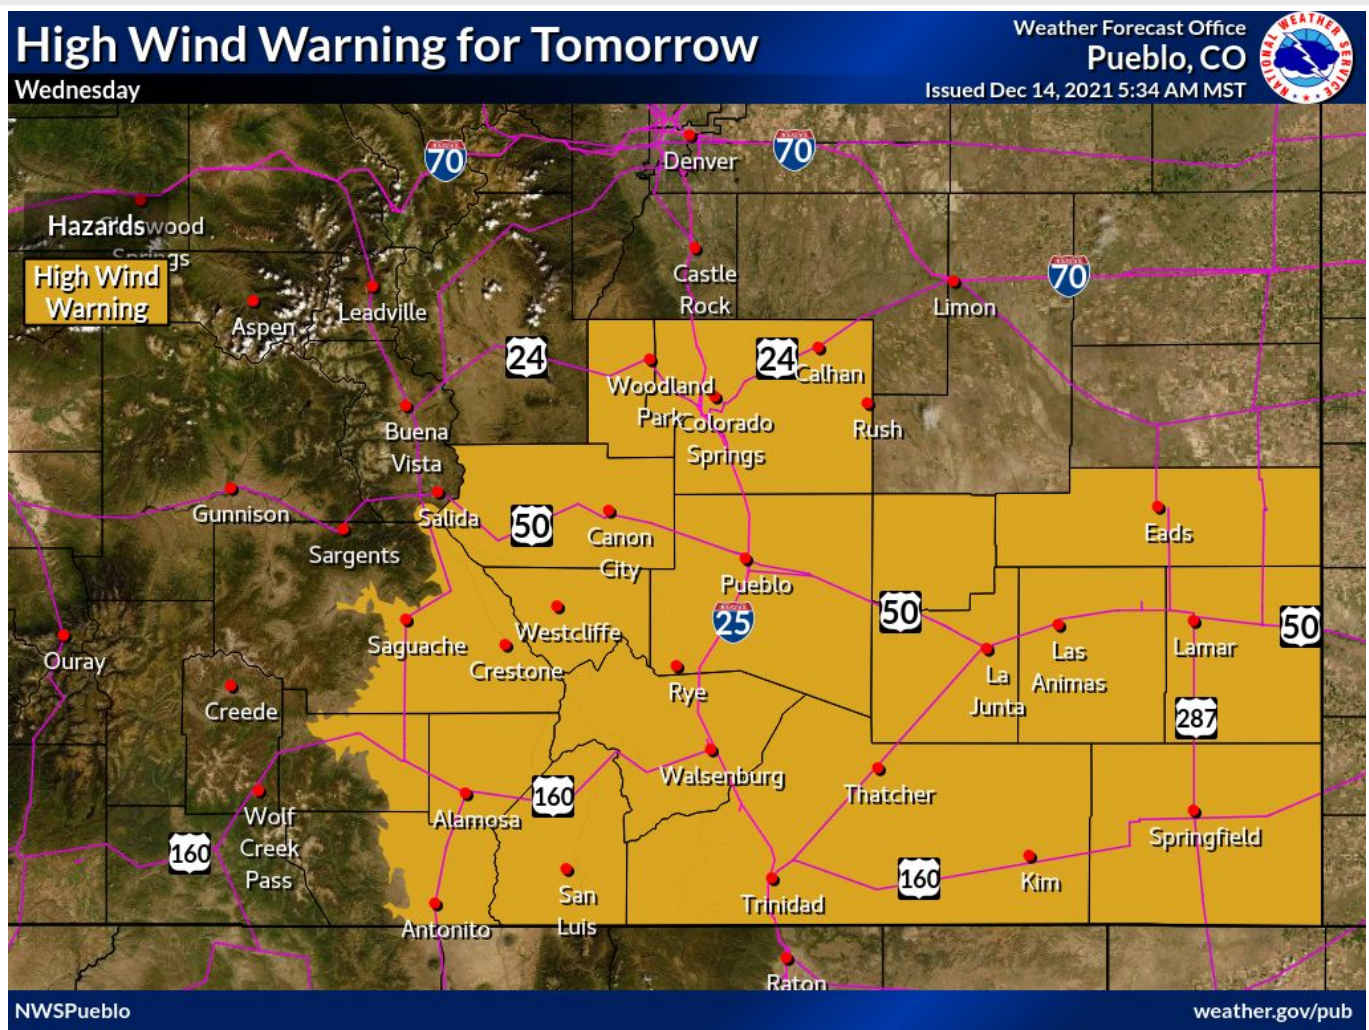 High Wind Warning for Tomorrow
Wednesday
Weather Forecast Office
Pueblo, CO
Issued Dec 14, 2021 5:34 AM MST
NATIONAL WEATHER SERVICE
70
Denver
70
Hazards
Glenwood
Springs
High Wind
Warning
Castle
Rock
70
Aspen
Leadville
Limon
24
24
Calhan
Woodland
Park
Colorado
Springs
Rush
Buena
Vista
Gunnison
Salida
50
Canon
City
Eads
Sargents
Pueblo
25
50
50
Saguache
Westcliffe
Crestone
Las
Animas
Lamar
Ouray
Rye
La
Junta
Creede
287
Walsenburg
160
Thatcher
Alamosa
Wolf
Creek
Pass
160
Springfield
San
Luis
Trinidad
160
Kim
Antonito
Raton
NWSPueblo
weather.gov/pub